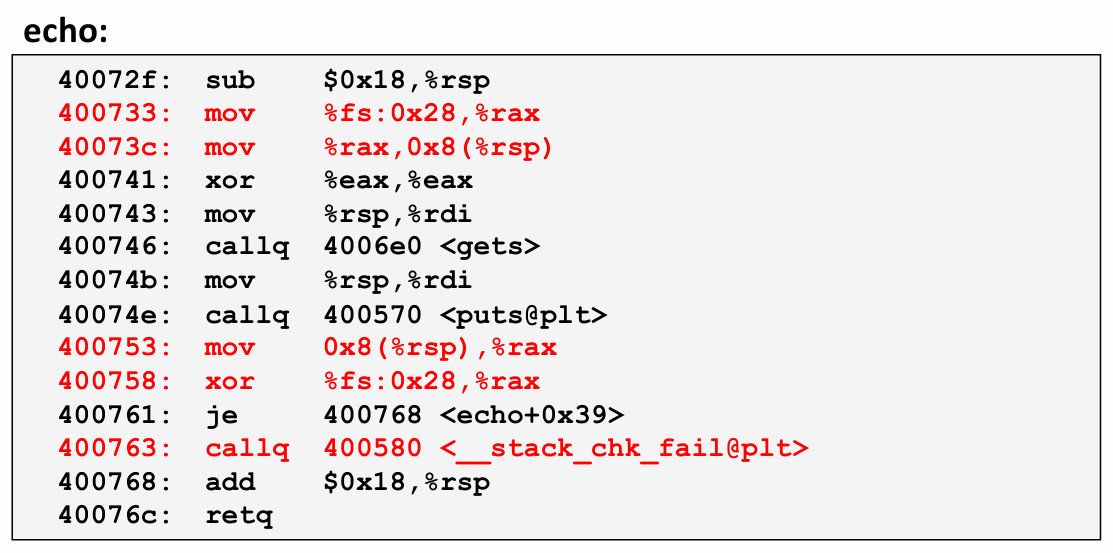 echo:
40072f: sub $0x18,%rsp
400733: mov %fs:0x28,%rax
40073c: mov %rax,0x8(%rsp)
400741: xor %eax,%eax
400743: mov %rsp,%rdi
400746: callq 4006e0 <gets>
40074b: mov %rsp,%rdi
40074e: callq 400570 <puts@plt>
400753: mov 0x8(%rsp),%rax
400758: xor %fs:0x28,%rax
400761: je 400768 <echo+0x39>
400763: callq 400580 <__stack_chk_fail@plt>
400768: add $0x18,%rsp
40076c: retq